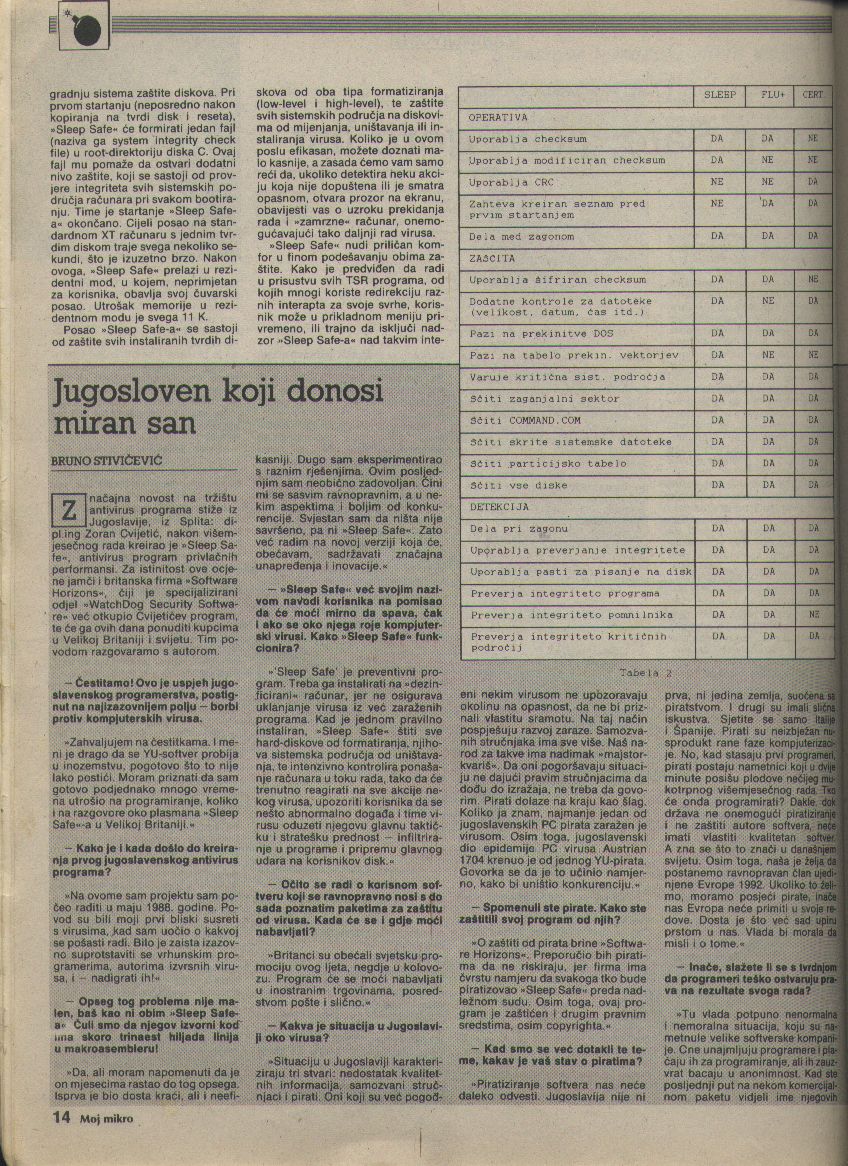 gradnju sistema zaštite diskova. Pri
prvom startanju (neposredno nakon
kopiranja na tvrdi disk i reseta),
»Sleep Safe« će formirati jedan fajl
(naziva ga system integrity check
file) u root-direktoriju diska C. Ovaj
fajl mu pomaže da ostvari dodatni
nivo zaštite, koji se sastoji od prov-
jere integriteta svih sistemskih po-
dručja računara pri svakom bootira-
nju. Time je startanje »Sleep Safe-
a« okončano. Cijeli posao na stan-
dardnom XT računaru s jednim tvr-
dim diskom traje svega nekoliko se-
kundi, što je izuzetno brzo. Nakon
ovoga, »Sleep Safe« prelazi u rezi-
dentni mod, u kojem, neprimjetan
za korisnika, obavlja svoj čuvarski
posao. Utrošak memorije u rezi-
dentnom modu je svega 11 K.
Posao »Sleep Safe-a« se sastoji
od zaštite svih instaliranih tvrdih di-
skova od oba tipa formatiziranja
(low-level i high-level), te zaštite
svih sistemskih područja na diskovi-
ma od mijenjanja, uništavanja ili in-
staliranja virusa. Koliko je u ovom
poslu efikasan, možete doznati ma-
lo kasnije, a zasada ćemo vam samo
reći da, ukoliko detektira neku akci-
ju koja nije dopuštena ili je smatra
opasnom, otvara prozor na ekranu,
obavijesti vas o uzroku prekidanja
rada i »zamrzne« računar, onemo-
gućavajući tako daljnji rad virusa.
»Sleep Safe« nudi priličan kom-
for u finom podešavanju obima za-
štite. Kako je predviđen da radi
u prisustvu svih TSR programa, od
kojih mnogi koriste redirekciju raz-
nih interapta za svoje svrhe, koris-
nik može u prikladnom meniju pri-
vremeno, ili trajno da isključi nad-
zor »Sleep Safe-a« nad takvim inte-
SLEEP FLU+ CERT
OPERATIVA
Uporablja checksum DA DA NE
Uporablja modificiran checksum DA NE NE
Uporablja CRC NE NE DA
Zahteva kreiran seznam pred
prvim startanjem NE DA DA
Dela med zagonom DA DA DA
ZASCITA
Uporablja šifriran checksum DA DA NE
Dodatne kontrole za datoteke
(velikost, datum, čas itd.) DA NE DA
Pazi na prekinitve DOS DA DA DA
Pazi na tabelo prekin. vektorjev DA NE NE
Varuje kritična sist. področja DA DA DA
Sčiti zaganjalni sektor DA DA DA
Sčiti COMMAND.COM DA DA DA
Sčiti skrite sistemske datoteke DA DA DA
Sčiti particijsko tabelo DA DA DA
Sčiti vse diske DA DA DA
DETEKCIJA
Dela pri zagonu DA DA DA
Uporablja preverjanje integritete DA DA DA
Uporablja pasti za pisanje na disk DA DA DA
Preverja integriteto programa DA DA DA
Preverja integriteto pomnilnika DA DA NE
Preverja integriteto kritičnih
področij DA DA DA
Tabela 2
Jugosloven koji donosi
miran san
BRUNO STIVIČEVIĆ
Značajna novost na tržištu
antivirus programa stiže iz
Jugoslavije, iz Splita: di-
pl.ing Zoran Cvijetić, nakon višem-
jesečnog rada kreirao je »Sleep Sa-
fe«, antivirus program privlačnih
performansi. Za istinitost ove ocje-
ne jamči i britanska firma »Software
Horizons«, čiji je specijalizirani
odjel »WatchDog Security Softwa-
re« već otkupio Cvijetićev program,
te će ga ovih dana ponuditi kupcima
u Velikoj Britaniji i svijetu. Tim po-
vodom razgovaramo s autorom.
– Čestitamo! Ovo je uspjeh jugo-
slavenskog programerstva, postig-
nut na najizazovnijem polju – borbi
protiv kompjuterskih virusa.
»Zahvaljujem na čestitkama. I me-
ni je drago da se YU-softver probija
u inozemstvu, pogotovo što to nije
lako postići. Moram priznati da sam
gotovo podjednako mnogo vreme-
na utrošio na programiranje, koliko
i na razgovore oko plasmana »Sleep
Safe«-a u Velikoj Britaniji.«
– Kako je i kada došlo do kreira-
nja prvog jugoslavenskog antivirus
programa?
»Na ovome sam projektu sam po-
čeo raditi u maju 1988. godine. Po-
vod su bili moji prvi bliski susreti
s virusima, kad sam uočio o kakvoj
se pošasti radi. Bilo je zaista izazov-
no suprotstaviti se vrhunskim pro-
gramerima, autorima izvrsnih viru-
sa, i – nadigrati ih!«
– Opseg tog problema nije ma-
len, baš kao ni obim »Sleep Safe-
a« Čuli smo da njegov izvorni kod
ima skoro trinaest hiljada linija
u makroasembleru!
»Da, ali moram napomenuti da je
on mjesecima rastao do tog opsega.
Isprva je bio dosta kraći, ali i neefi-
kasniji. Dugo sam eksperimentirao
s raznim rješenjima. Ovim posljed-
njim sam neobično zadovoljan. Čini
mi se sasvim ravnopravnim, a u ne-
kim aspektima i boljim od konku-
rencije. Svjestan sam da ništa nije
savršeno, pa ni »Sleep Safe«. Zato
već radim na novoj verziji koja će,
obećavam, sadržavati značajna
unapređenja i inovacije.«
– »Sleep Safe« već svojim nazi-
vom navodi korisnika na pomisao
da će moći mirno da spava, čak
i ako se oko njega roje kompjuter-
ski virusi. Kako »Sleep Safe« funk-
cionira?
»'Sleep Safe' je preventivni pro-
gram. Treba ga instalirati na »dezin-
ficirani« računar, jer ne osigurava
uklanjanje virusa iz već zaraženih
programa. Kad je jednom pravilno
instaliran, »Sleep Safe« štiti sve
hard-diskove od formatiranja, njiho-
va sistemska područja od uništava-
nja, te intenzivno kontrolira ponaša-
nje računara u toku rada, tako da će
trenutno reagirati na sve akcije ne-
kog virusa, upozoriti korisnika da se
nešto abnormalno događa i time vi-
rusu oduzeti njegovu glavnu taktič-
ku i stratešku prednost – infiltrira-
nje u programe i pripremu glavnog
udara na korisnikov disk.«
– Očito se radi o korisnom sof-
tveru koji se ravnopravno nosi s do
sada poznatim paketima za zaštitu
od virusa. Kada će se i gdje moći
nabavljati?
»Britanci su obećali svjetsku pro-
mociju ovog ljeta, negdje u kolovo-
zu. Program će se moći nabavljati
u inostranim trgovinama, posred-
stvom pošte i slično.«
– Kakva je situacija u Jugoslavi-
ji oko virusa?
»Situaciju u Jugoslaviji karakteri-
ziraju tri stvari: nedostatak kvalitet-
nih informacija, samozvani struč-
njaci i pirati. Oni koji su već pogođ-
eni nekim virusom ne upozoravaju
okolinu na opasnost, da ne bi priz-
nali vlastitu sramotu. Na taj način
pospješuju razvoj zaraze. Samozva-
nih stručnjaka ima sve više. Naš na-
rod za takve ima nadimak »majstor-
kvariš«. Da oni pogoršavaju situaci-
ju ne dajući pravim stručnjacima da
dođu do izražaja, ne treba da govo-
rim. Pirati dolaze na kraju kao šlag.
Koliko ja znam, najmanje jedan od
jugoslavenskih PC pirata zaražen je
virusom. Osim toga, jugoslavenski
dio epidemije PC virusa Austrian
1704 krenuo je od jednog YU-pirata.
Govorka se da je to učinio namjer-
no, kako bi uništio konkurenciju.«
– Spomenuli ste pirate. Kako ste
zaštitili svoj program od njih?
»O zaštiti od pirata brine »Softwa-
re Horizons«. Preporučio bih pirati-
ma da ne riskiraju, jer firma ima
čvrstu namjeru da svakoga tko bude
piratizovao »Sleep Safe« preda nad-
ležnom sudu. Osim toga, ovaj pro-
gram je zaštićen i drugim pravnim
sredstima, osim copyrighta.«
– Kad smo se već dotakli te te-
me, kakav je vaš stav o piratima?
»Piratiziranje softvera nas neće
daleko odvesti. Jugoslavija nije ni
prva, ni jedina zemlja, suočena sa
piratstvom. I drugi su imali slična
iskustva. Sjetite se samo Italije
i Španije. Pirati su neizbježan nu-
sprodukt rane faze kompjuterizaci-
je. No, kad stasaju prvi programeri,
pirati postaju nametnici koji u dvije
minute posišu plodove nečijeg mu-
kotrpnog višemjesečnog rada. Tko
će onda programirati? Dakle, dok
država ne onemogući piratiziranje
i ne zaštiti autore softvera, neće
imati vlastiti kvalitetan softver.
A zna se što to znači u današnjem
svijetu. Osim toga, naša je želja da
postanemo ravnopravan član ujedi-
njene Evrope 1992. Ukoliko to želi-
mo, moramo posjeći pirate, inače
nas Evropa neće primiti u svoje re-
dove. Dosta je što već sad upiru
prstom u nas. Vlada bi morala da
misli i o tome.«
– Inače, slažete li se s tvrdnjom
da programeri teško ostvaruju pra-
va na rezultate svoga rada?
»Tu vlada potpuno nenormalna
i nemoralna situacija, koju su na-
metnule velike softverske kompani-
je. One unajmljuju programere i pla-
ćaju ih za programiranje, ali ih zauz-
vrat bacaju u anonimnost. Kad ste
posljednji put na nekom komercijal-
nom paketu vidjeli ime njegovih
14 Moj mikro